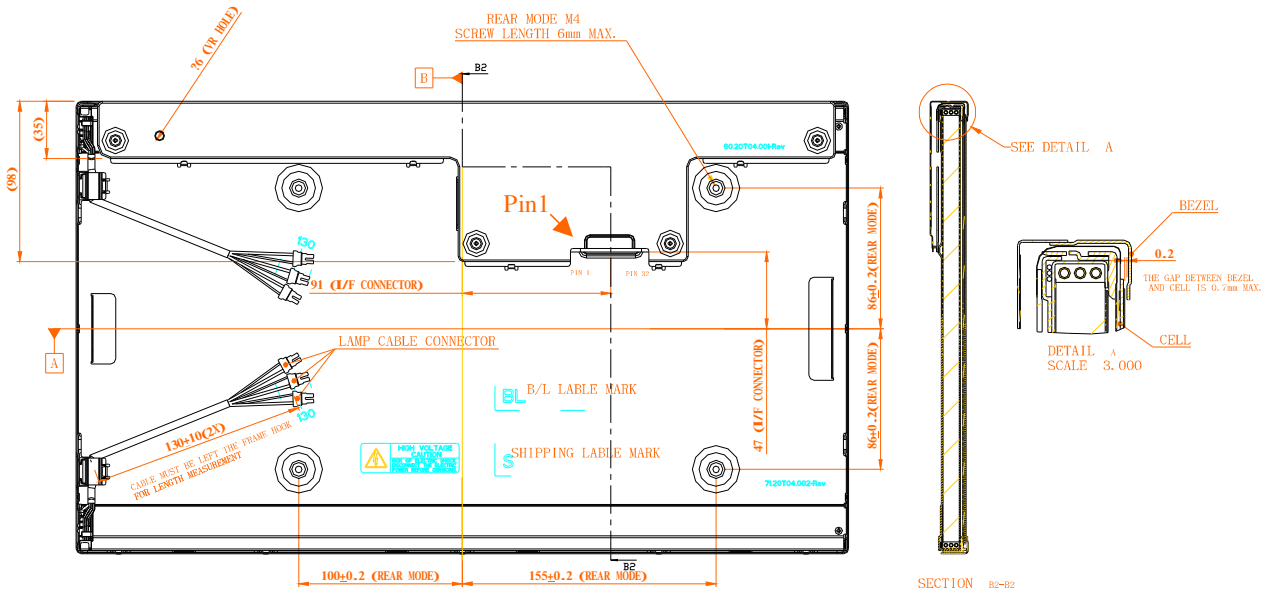 REAR MODE M4
SCREW LENGTH 6mm MAX.
?6 (VR HOLE)
B
B2
(35)
(98)
60.20T04.001-Rev
SEE DETAIL A
Pin1
BEZEL
0.2
THE GAP BETWEEN BEZEL
AND CELL IS 0.7mm MAX.
130
PIN 1
PIN 32
91 (I/F CONNECTOR)
86±0.2(REAR MODE)
A
LAMP CABLE CONNECTOR
CELL
DETAIL A
SCALE 3.000
BL
B/L LABLE MARK
130
130+10(2X)
CABLE MUST BE LEFT THE FRAME HOOK
FOR LENGTH MEASUREMENT
47 (I/F CONNECTOR)
86±0.2(REAR MODE)
HIGH VOLTAGE
CAUTION
S
SHIPPING LABLE MARK
71.20T04.002-Rev
B2
100±0.2 (REAR MODE)
155±0.2 (REAR MODE)
SECTION B2-B2